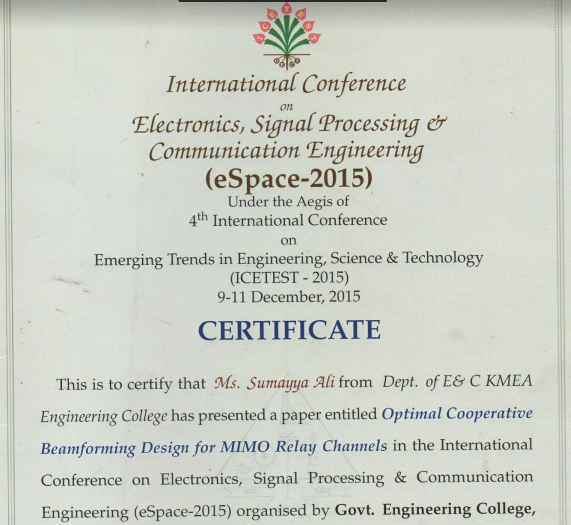 International Conference
on
Electronics, Signal Processing &
Communication Engineering
(eSpace-2015)
Under the Aegis of
4th International Conference
on
Emerging Trends in Engineering, Science & Technology
(ICETEST - 2015)
9-11 December, 2015
CERTIFICATE
This is to certify that Ms. Sumayya Ali from Dept. of E& C KMEA
Engineering College has presented a paper entitled Optimal Cooperative
Beamforming Design for MIMO Relay Channels in the International
Conference on Electronics, Signal Processing & Communication
Engineering (eSpace-2015) organised by Govt. Engineering College,